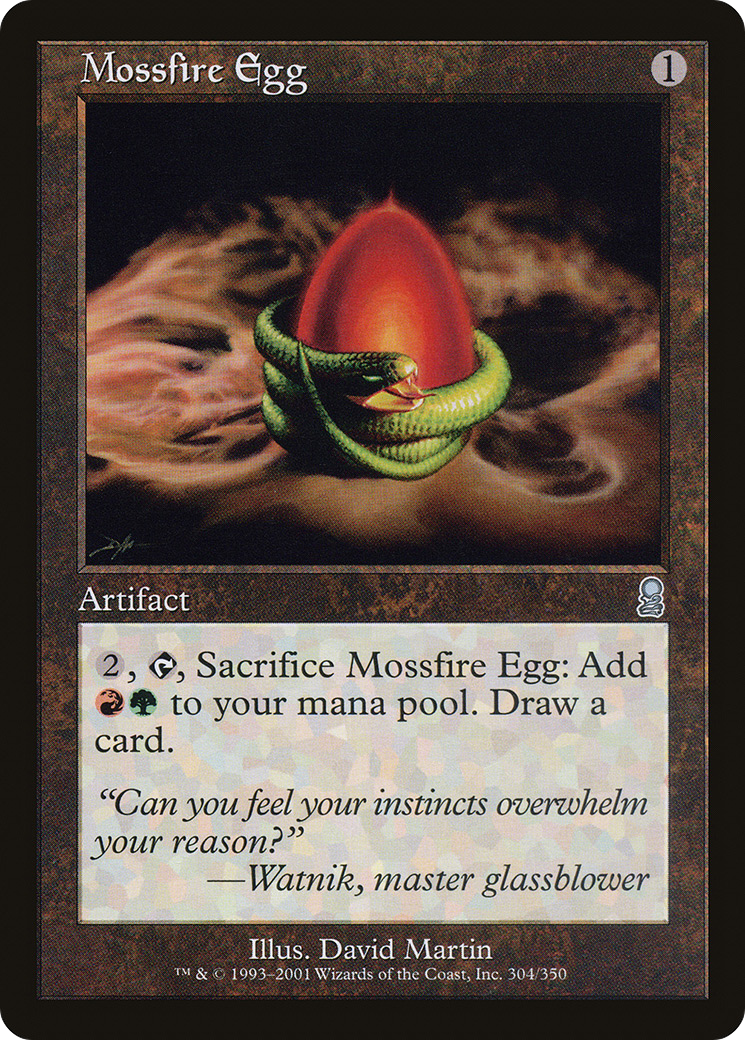 Mossfire Egg
1
Artifact
2, , Sacrifice Mossfire Egg: Add
to your mana pool. Draw a
card.
“Can you feel your instincts overwhelm
your reason?”
—Watnik, master glassblower
Illus. David Martin
™ & © 1993–2001 Wizards of the Coast, Inc. 304/350